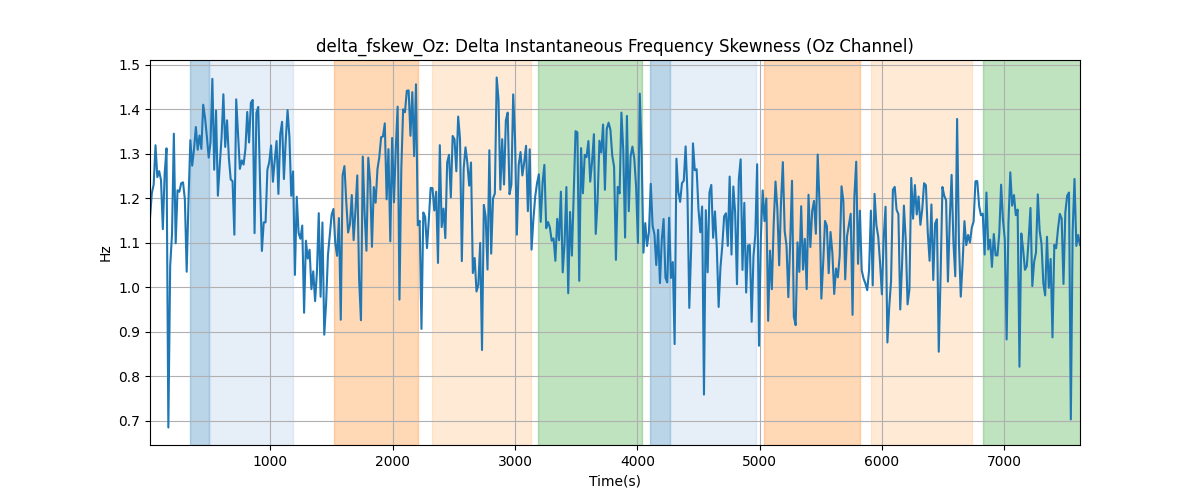 delta_fskew_Oz: Delta Instantaneous Frequency Skewness (Oz Channel)
1.5
1.4
1.3
1.2
1.1
1.0
0.9
0.8
0.7
Hz
1000 2000 3000 4000 5000 6000 7000
Time(s)